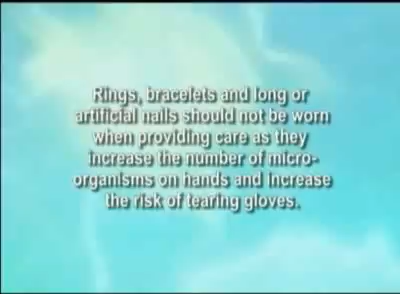 Rings, bracelets and long or
artificial nails should not be worn
when providing care as they
increase the number of micro-
organisms on hands and increase
the risk of tearing gloves.